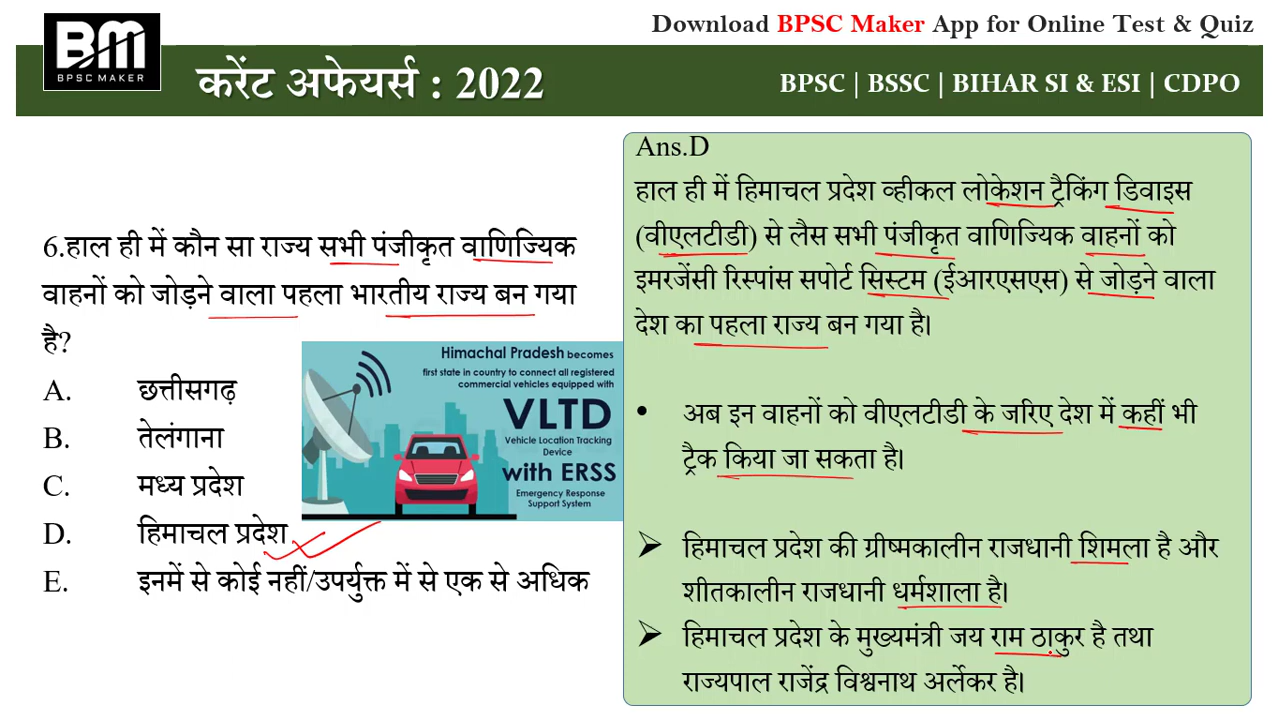 Download BPSC Maker App for Online Test & Quiz
BM
BPSC MAKER
करेंट अफेयर्स : 2022
BPSC | BSSC | BIHAR SI & ESI | CDPO
6.हाल ही में कौन सा राज्य सभी पंजीकृत वाणिज्यिक
वाहनों को जोड़ने वाला पहला भारतीय राज्य बन गया
है?
A. छत्तीसगढ़
B. तेलंगाना
C. मध्य प्रदेश
D. हिमाचल प्रदेश
E. इनमें से कोई नहीं/उपर्युक्त में से एक से अधिक
Himachal Pradesh becomes
first state in country to connect all registered
commercial vehicles equipped with
VLTD
Vehicle Location Tracking
Device
with ERSS
Emergency Response
Support System
Ans.D
हाल ही में हिमाचल प्रदेश व्हीकल लोकेशन ट्रैकिंग डिवाइस
(वीएलटीडी) से लैस सभी पंजीकृत वाणिज्यिक वाहनों को
इमरजेंसी रिस्पांस सपोर्ट सिस्टम (ईआरएसएस) से जोड़ने वाला
देश का पहला राज्य बन गया है।
• अब इन वाहनों को वीएलटीडी के जरिए देश में कहीं भी
ट्रैक किया जा सकता है।
➢ हिमाचल प्रदेश की ग्रीष्मकालीन राजधानी शिमला है और
शीतकालीन राजधानी धर्मशाला है।
➢ हिमाचल प्रदेश के मुख्यमंत्री जय राम ठाकुर है तथा
राज्यपाल राजेंद्र विश्वनाथ अर्लेकर है।